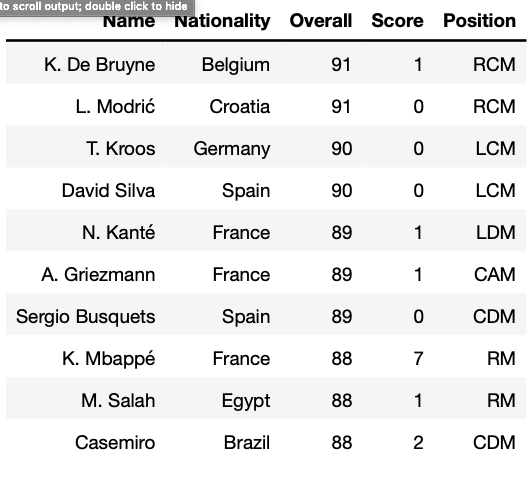 to scroll output; double click to hide
Name Nationality Overall Score Position
K. De Bruyne Belgium 91 1 RCM
L. Modrić Croatia 91 0 RCM
T. Kroos Germany 90 0 LCM
David Silva Spain 90 0 LCM
N. Kanté France 89 1 LDM
A. Griezmann France 89 1 CAM
Sergio Busquets Spain 89 0 CDM
K. Mbappé France 88 7 RM
M. Salah Egypt 88 1 RM
Casemiro Brazil 88 2 CDM